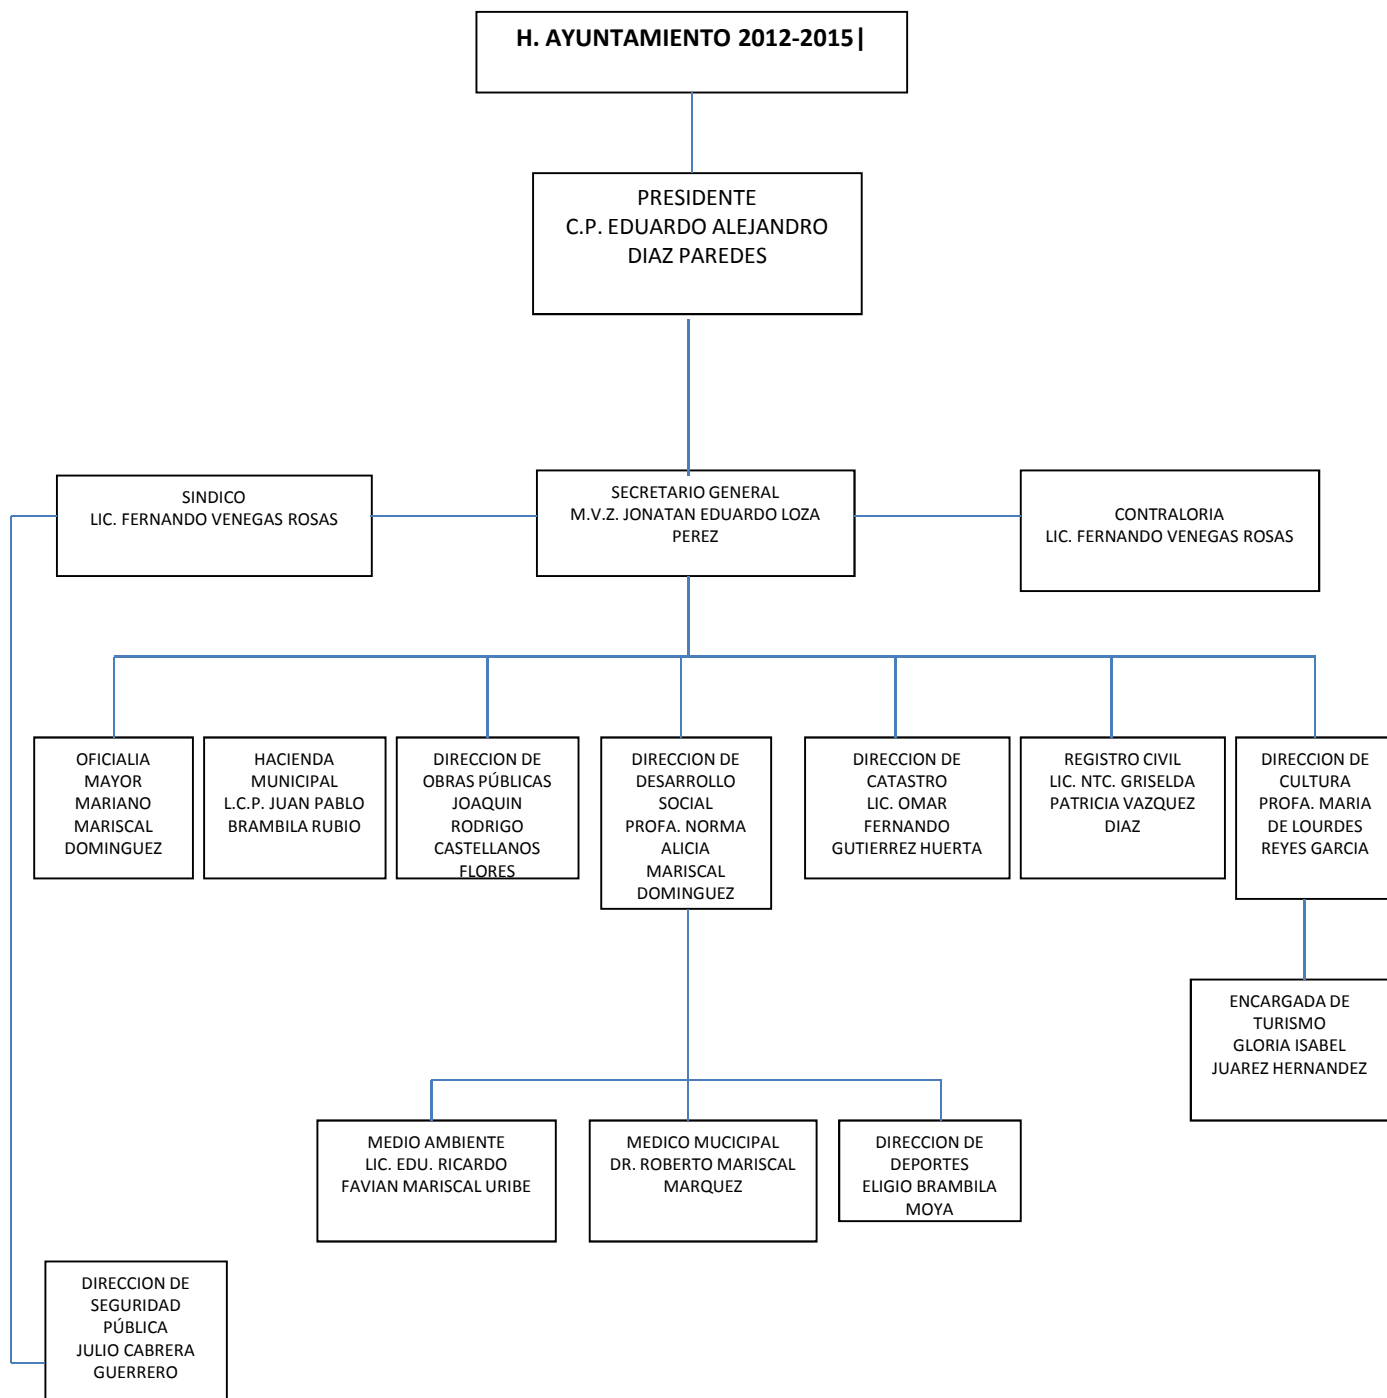 H. AYUNTAMIENTO 2012-2015|
PRESIDENTE
C.P. EDUARDO ALEJANDRO
DIAZ PAREDES
SINDICO
LIC. FERNANDO VENEGAS ROSAS
SECRETARIO GENERAL
M.V.Z. JONATAN EDUARDO LOZA
PEREZ
CONTRALORIA
LIC. FERNANDO VENEGAS ROSAS
OFICIALIA
MAYOR
MARIANO
MARISCAL
DOMINGUEZ
HACIENDA
MUNICIPAL
L.C.P. JUAN PABLO
BRAMBILA RUBIO
DIRECCION DE
OBRAS PÚBLICAS
JOAQUIN
RODRIGO
CASTELLANOS
FLORES
DIRECCION DE
DESARROLLO
SOCIAL
PROFA. NORMA
ALICIA
MARISCAL
DOMINGUEZ
DIRECCION DE
CATASTRO
LIC. OMAR
FERNANDO
GUTIERREZ HUERTA
REGISTRO CIVIL
LIC. NTC. GRISELDA
PATRICIA VAZQUEZ
DIAZ
DIRECCION DE
CULTURA
PROFA. MARIA
DE LOURDES
REYES GARCIA
ENCARGADA DE
TURISMO
GLORIA ISABEL
JUAREZ HERNANDEZ
MEDIO AMBIENTE
LIC. EDU. RICARDO
FAVIAN MARISCAL URIBE
MEDICO MUCICIPAL
DR. ROBERTO MARISCAL
MARQUEZ
DIRECCION DE
DEPORTES
ELIGIO BRAMBILA
MOYA
DIRECCION DE
SEGURIDAD
PÚBLICA
JULIO CABRERA
GUERRERO